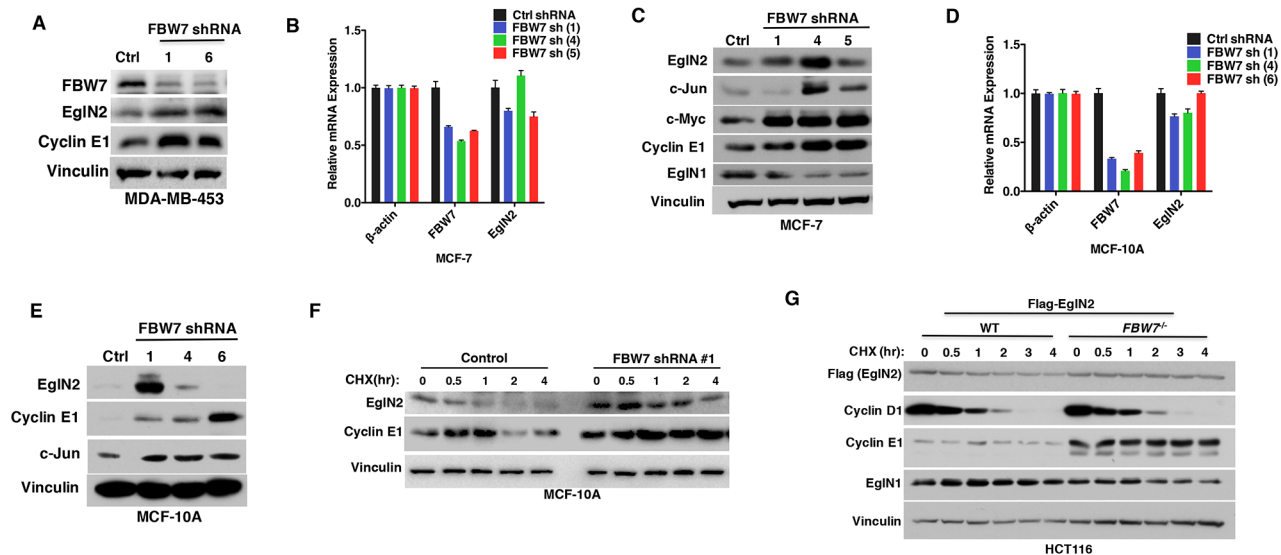 A
FBW7 shRNA
Ctrl 1 6
FBW7
EglN2
Cyclin E1
Vinculin
MDA-MB-453
B
Ctrl shRNA
FBW7 sh (1)
FBW7 sh (4)
FBW7 sh (5)
Relative mRNA Expression
1.5
1.0
0.5
0.0
β-actin
FBW7
EglN2
MCF-7
C
FBW7 shRNA
Ctrl 1 4 5
EglN2
c-Jun
c-Myc
Cyclin E1
EglN1
Vinculin
MCF-7
D
Ctrl shRNA
FBW7 sh (1)
FBW7 sh (4)
FBW7 sh (6)
Relative mRNA Expression
1.5
1.0
0.5
0.0
β-actin
FBW7
EglN2
MCF-10A
E
FBW7 shRNA
Ctrl 1 4 6
EglN2
Cyclin E1
c-Jun
Vinculin
MCF-10A
F
Control FBW7 shRNA #1
CHX(hr): 0 0.5 1 2 4 0 0.5 1 2 4
EglN2
Cyclin E1
Vinculin
MCF-10A
G
Flag-EglN2
WT FBW7-/-
CHX (hr): 0 0.5 1 2 3 4 0 0.5 1 2 3 4
Flag (EglN2)
Cyclin D1
Cyclin E1
EglN1
Vinculin
HCT116